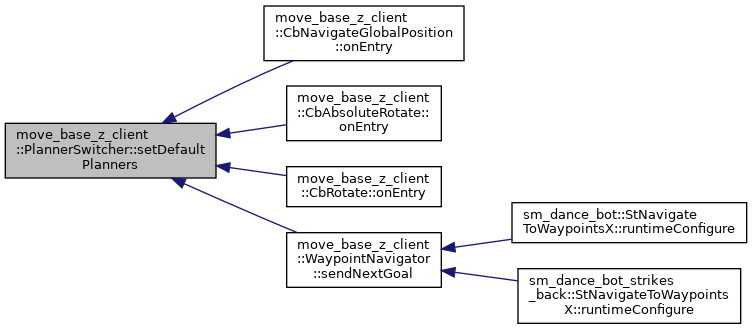 move_base_z_client
::CbNavigateGlobalPosition
::onEntry
move_base_z_client
::CbAbsoluteRotate::
onEntry
move_base_z_client
::PlannerSwitcher::setDefault
Planners
move_base_z_client
::CbRotate::onEntry
move_base_z_client
::WaypointNavigator
::sendNextGoal
sm_dance_bot::StNavigate
ToWaypointsX::runtimeConfigure
sm_dance_bot_strikes
_back::StNavigateToWaypoints
X::runtimeConfigure